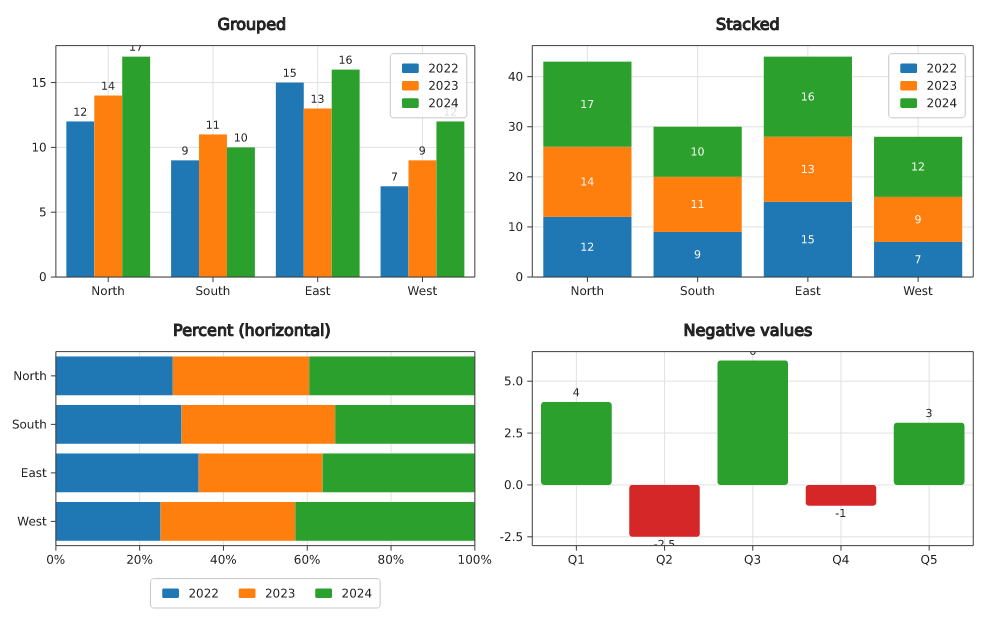 Grouped
17
16
15
14
13
12
12
11
10
9
9
7
2022
2023
2024
15
10
5
0
North South East West
Stacked
2022
2023
2024
40
30
20
10
0
17 10 16 12
14 11 13 9
12 9 15 7
North South East West
Percent (horizontal)
North
South
East
West
0% 20% 40% 60% 80% 100%
2022 2023 2024
Negative values
5.0
2.5
0.0
-2.5
4
-2.5
-1
3
Q1 Q2 Q3 Q4 Q5